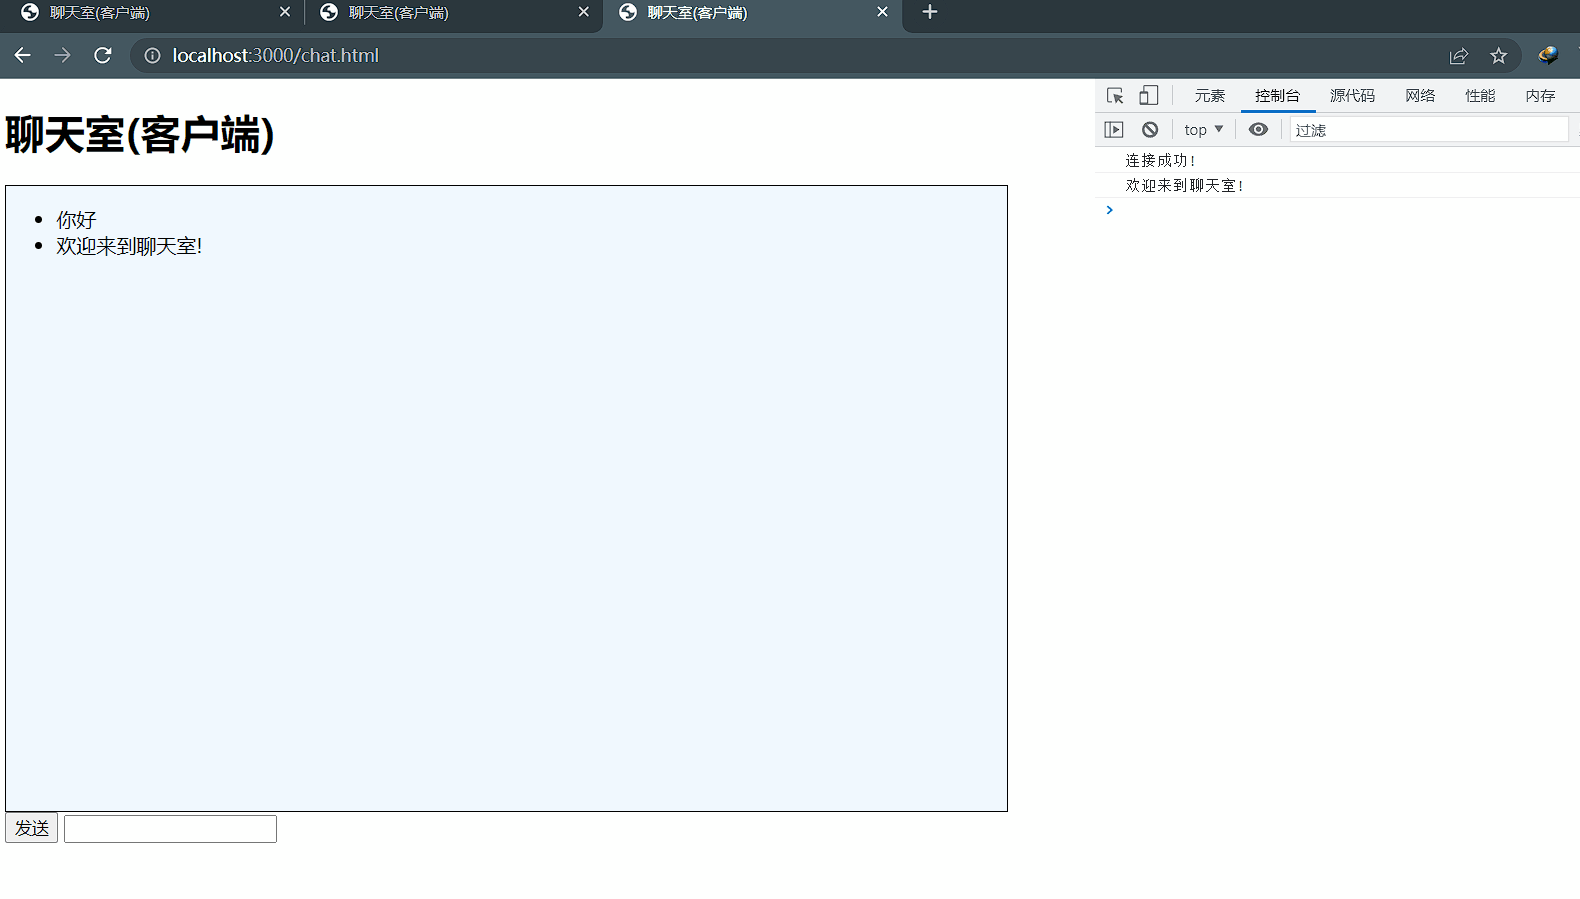 聊天室(客户端) 聊天室(客户端) 聊天室(客户端)
localhost:3000/chat.html
元素 控制台 源代码 网络 性能 内存
top 过滤
连接成功!
欢迎来到聊天室!
聊天室(客户端)
你好
欢迎来到聊天室!
发送